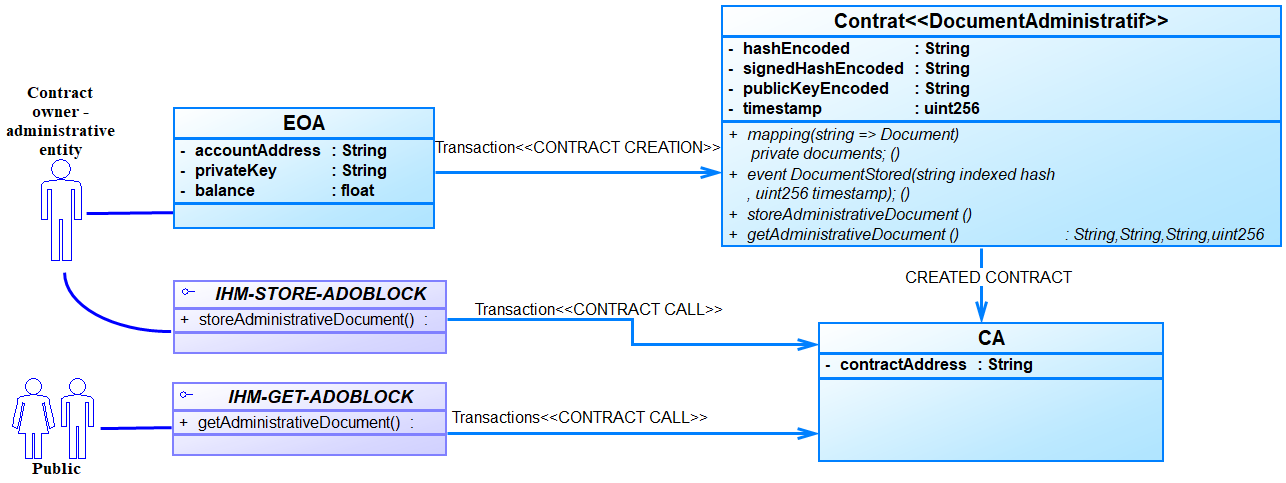 Contract
owner -
administrative
entity
EOA
- accountAddress : String
- privateKey : String
- balance : float
Transaction<<CONTRACT CREATION>>
Contrat<<DocumentAdministratif>>
- hashEncoded : String
- signedHashEncoded : String
- publicKeyEncoded : String
- timestamp : uint256
+ mapping(string => Document)
private documents; ()
+ event DocumentStored(string indexed hash
, uint256 timestamp); ()
+ storeAdministrativeDocument ()
+ getAdministrativeDocument () : String,String,String,uint256
CREATED CONTRACT
IHM-STORE-ADOBLOCK
+ storeAdministrativeDocument() :
Transaction<<CONTRACT CALL>>
CA
- contractAddress : String
IHM-GET-ADOBLOCK
+ getAdministrativeDocument() :
Transactions<<CONTRACT CALL>>
Public